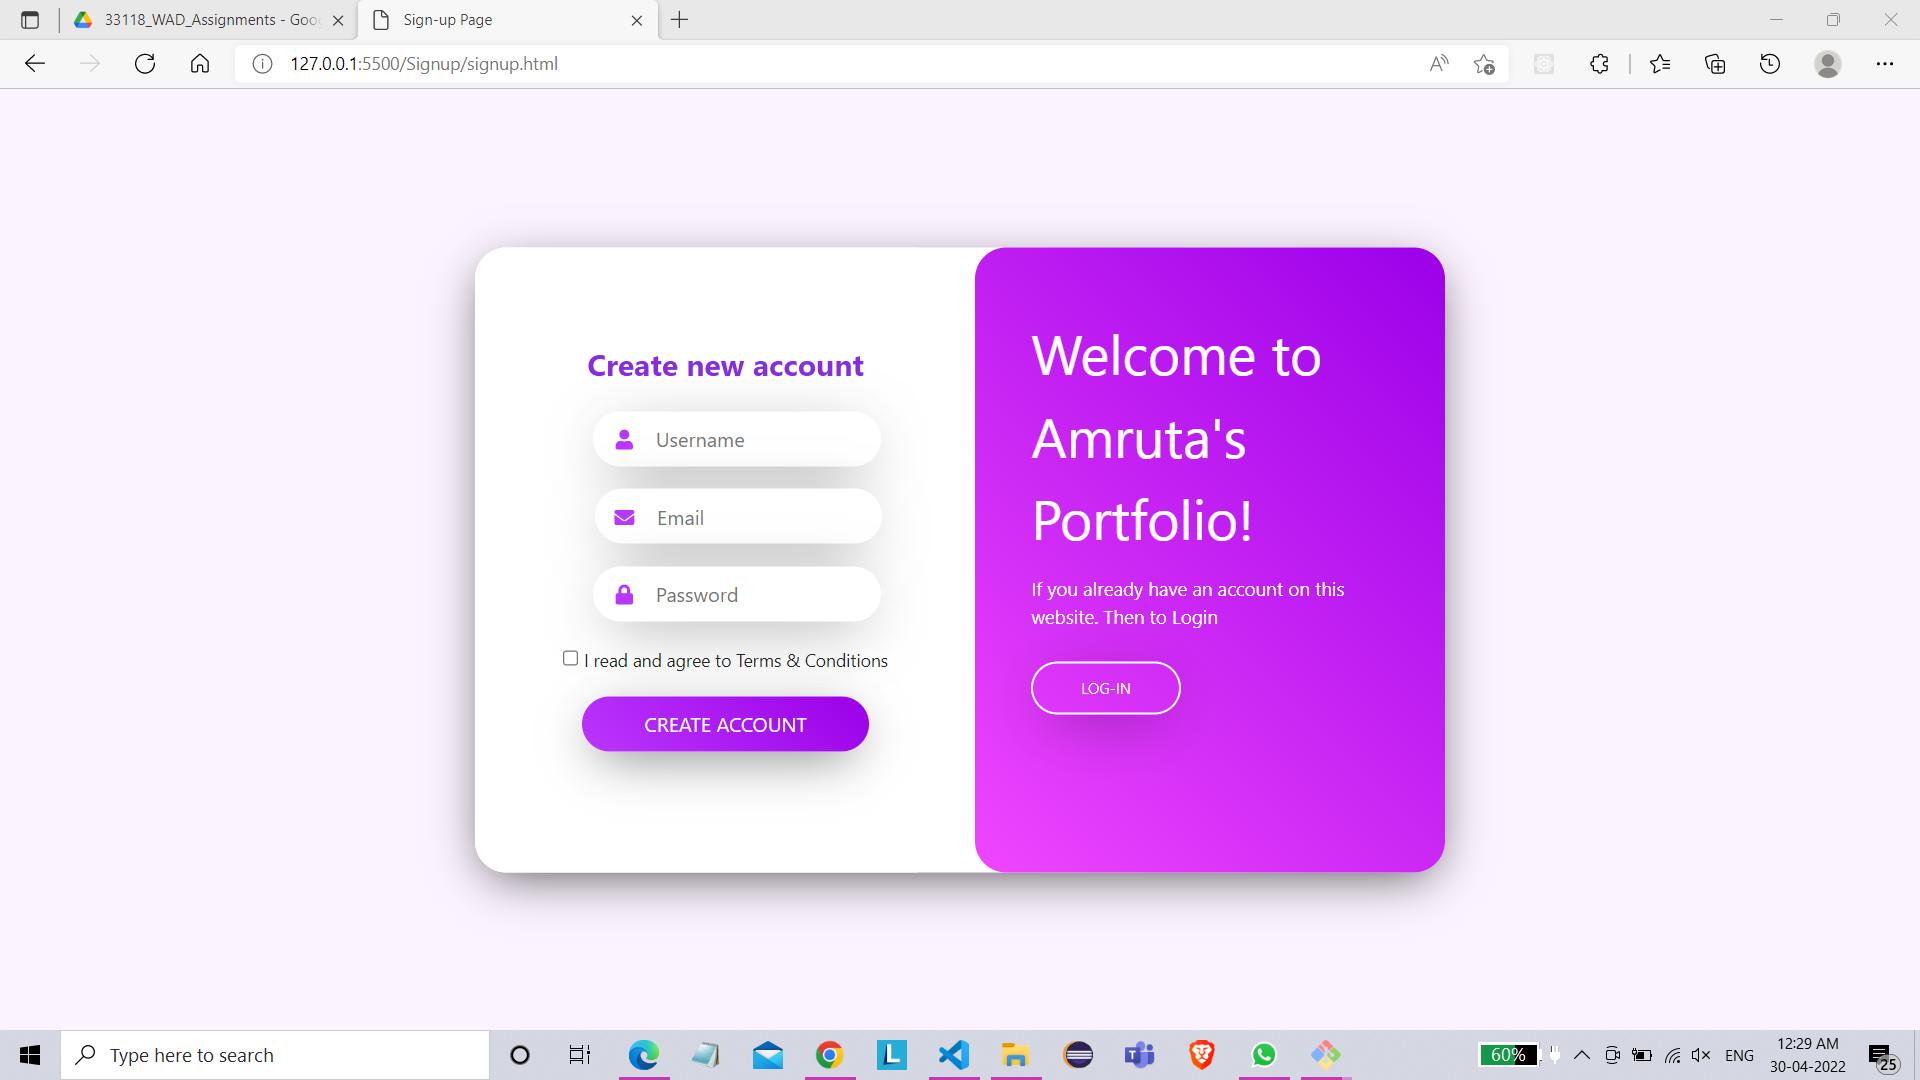 33118_WAD_Assignments - Goo
Sign-up Page
127.0.0.1:5500/Signup/signup.html
Create new account
Username
Email
Password
I read and agree to Terms & Conditions
CREATE ACCOUNT
Welcome to
Amruta's
Portfolio!
If you already have an account on this
website. Then to Login
LOG-IN
Type here to search
60%
ENG
12:29 AM
30-04-2022
25